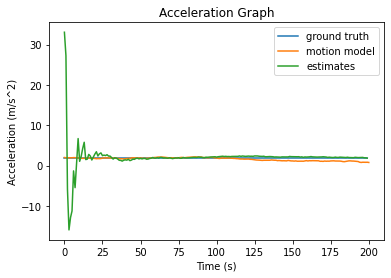 Acceleration Graph
ground truth
motion model
estimates
Acceleration (m/s^2)
30
20
10
0
−10
0
25
50
75
100
125
150
175
200
Time (s)